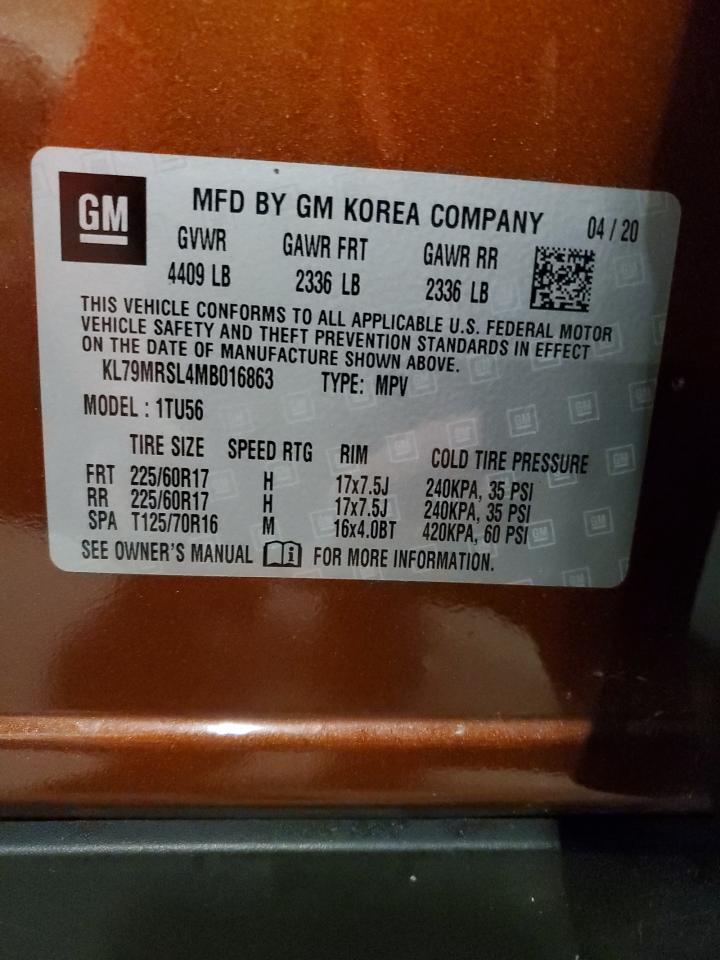 GM
MFD BY GM KOREA COMPANY 04 / 20
GVWR GAWR FRT GAWR RR
4409 LB 2336 LB 2336 LB
THIS VEHICLE CONFORMS TO ALL APPLICABLE U.S. FEDERAL MOTOR
VEHICLE SAFETY AND THEFT PREVENTION STANDARDS IN EFFECT
ON THE DATE OF MANUFACTURE SHOWN ABOVE.
KL79MRSL4MB016863 TYPE: MPV
MODEL : 1TU56
TIRE SIZE SPEED RTG RIM COLD TIRE PRESSURE
FRT 225/60R17 H 17x7.5J 240KPA, 35 PSI
RR 225/60R17 H 17x7.5J 240KPA, 35 PSI
SPA T125/70R16 M 16x4.0BT 420KPA, 60 PSI
SEE OWNER'S MANUAL FOR MORE INFORMATION.